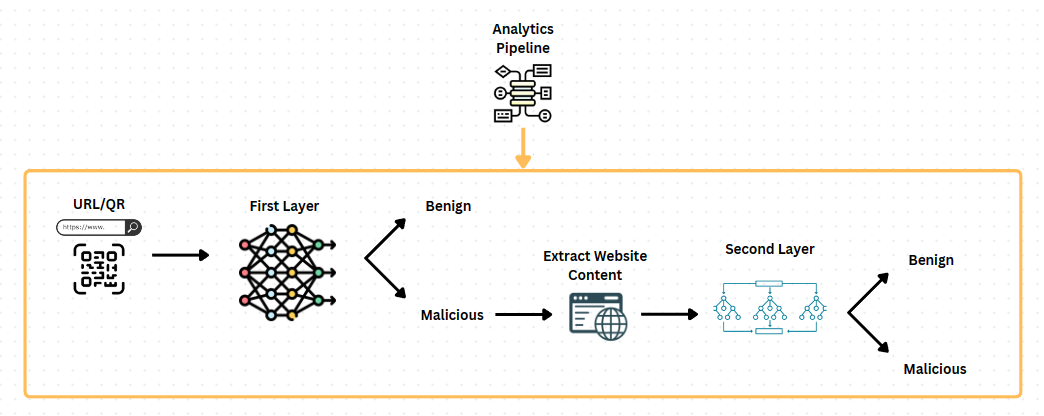 Analytics
Pipeline
URL/QR
https://www.
First Layer
Benign
Malicious
Extract Website
Content
Second Layer
Benign
Malicious